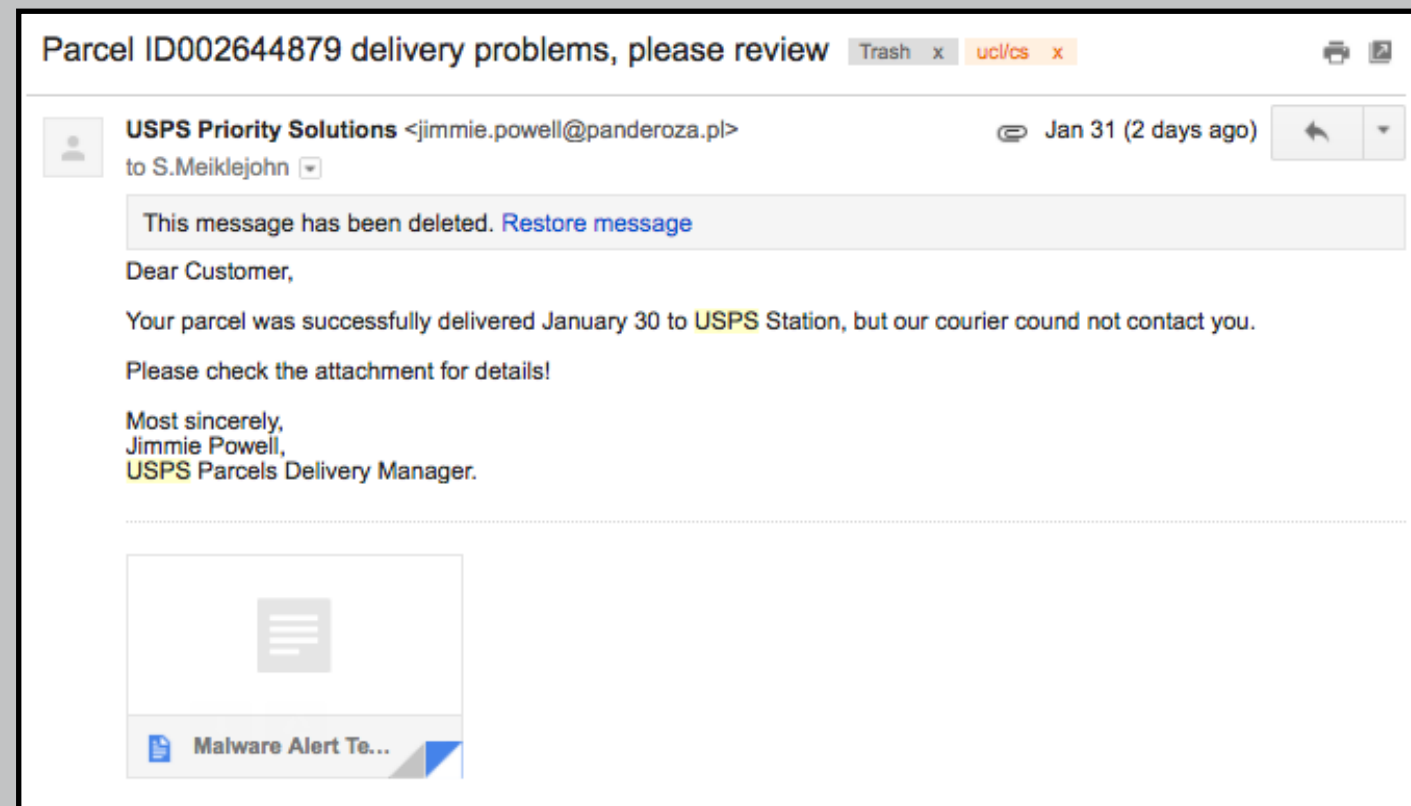 Parcel ID002644879 delivery problems, please review Trash x ucl/cs x
USPS Priority Solutions <jimmie.powell@panderoza.pl> Jan 31 (2 days ago)
to S.Meiklejohn
This message has been deleted. Restore message
Dear Customer,
Your parcel was successfully delivered January 30 to USPS Station, but our courier cound not contact you.
Please check the attachment for details!
Most sincerely,
Jimmie Powell,
USPS Parcels Delivery Manager.
Malware Alert Te...